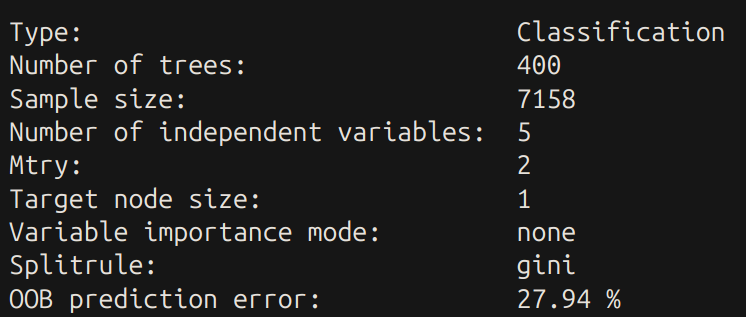 Type: Classification
Number of trees: 400
Sample size: 7158
Number of independent variables: 5
Mtry: 2
Target node size: 1
Variable importance mode: none
Splitrule: gini
OOB prediction error: 27.94 %